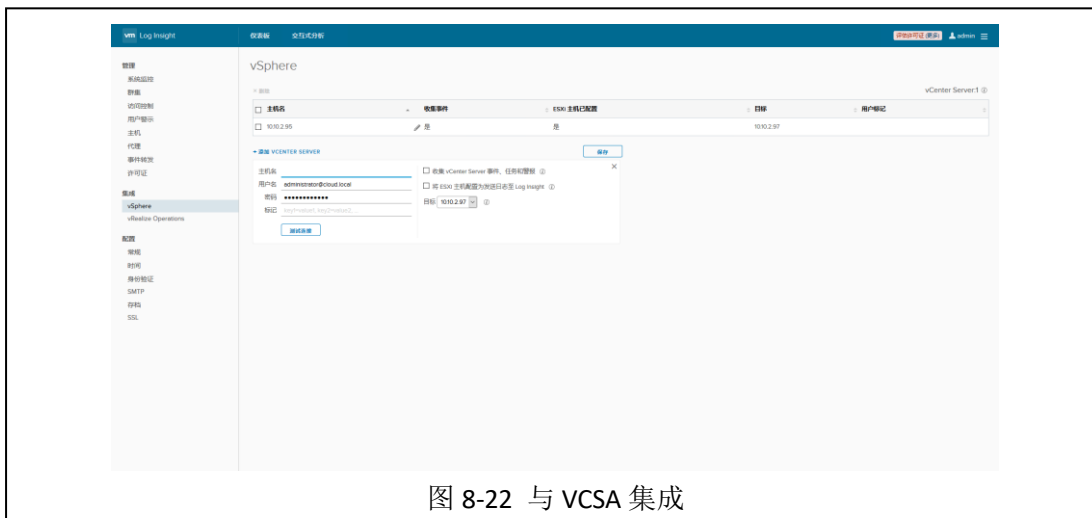 vm Log Insight 仪表板 交互式分析 评估许可证 (更多) admin
管理
系统监控
群集
访问控制
用户警示
主机
代理
事件转发
许可证
集成
vSphere
vRealize Operations
配置
常规
时间
身份验证
SMTP
存档
SSL
vSphere
× 删除 vCenter Server:1
主机名 收集事件 ESXi 主机已配置 目标 用户标记
10.10.2.95 是 是 10.10.2.97
+ 添加 VCENTER SERVER 保存
主机名
用户名 administrator@cloud.local
密码 ••••••••••••
标记 key1=value1, key2=value2, ...
测试连接
收集 vCenter Server 事件、任务和警报
将 ESXi 主机配置为发送日志至 Log Insight
目标 10.10.2.97
图 8-22 与 VCSA 集成